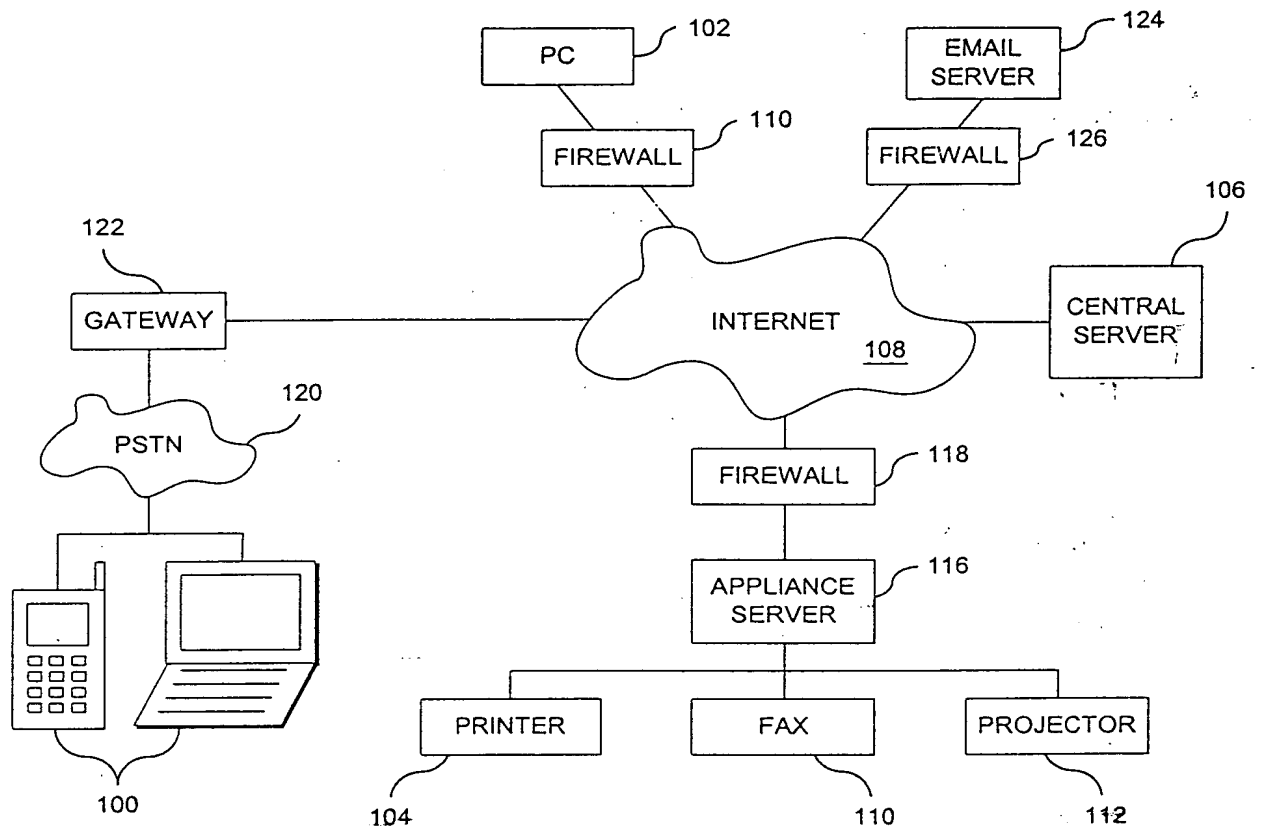 PC
102
EMAIL
SERVER
124
FIREWALL
110
FIREWALL
126
106
122
GATEWAY
INTERNET
108
CENTRAL
SERVER
120
PSTN
FIREWALL
118
APPLIANCE
SERVER
116
PRINTER
FAX
PROJECTOR
100
104
110
112